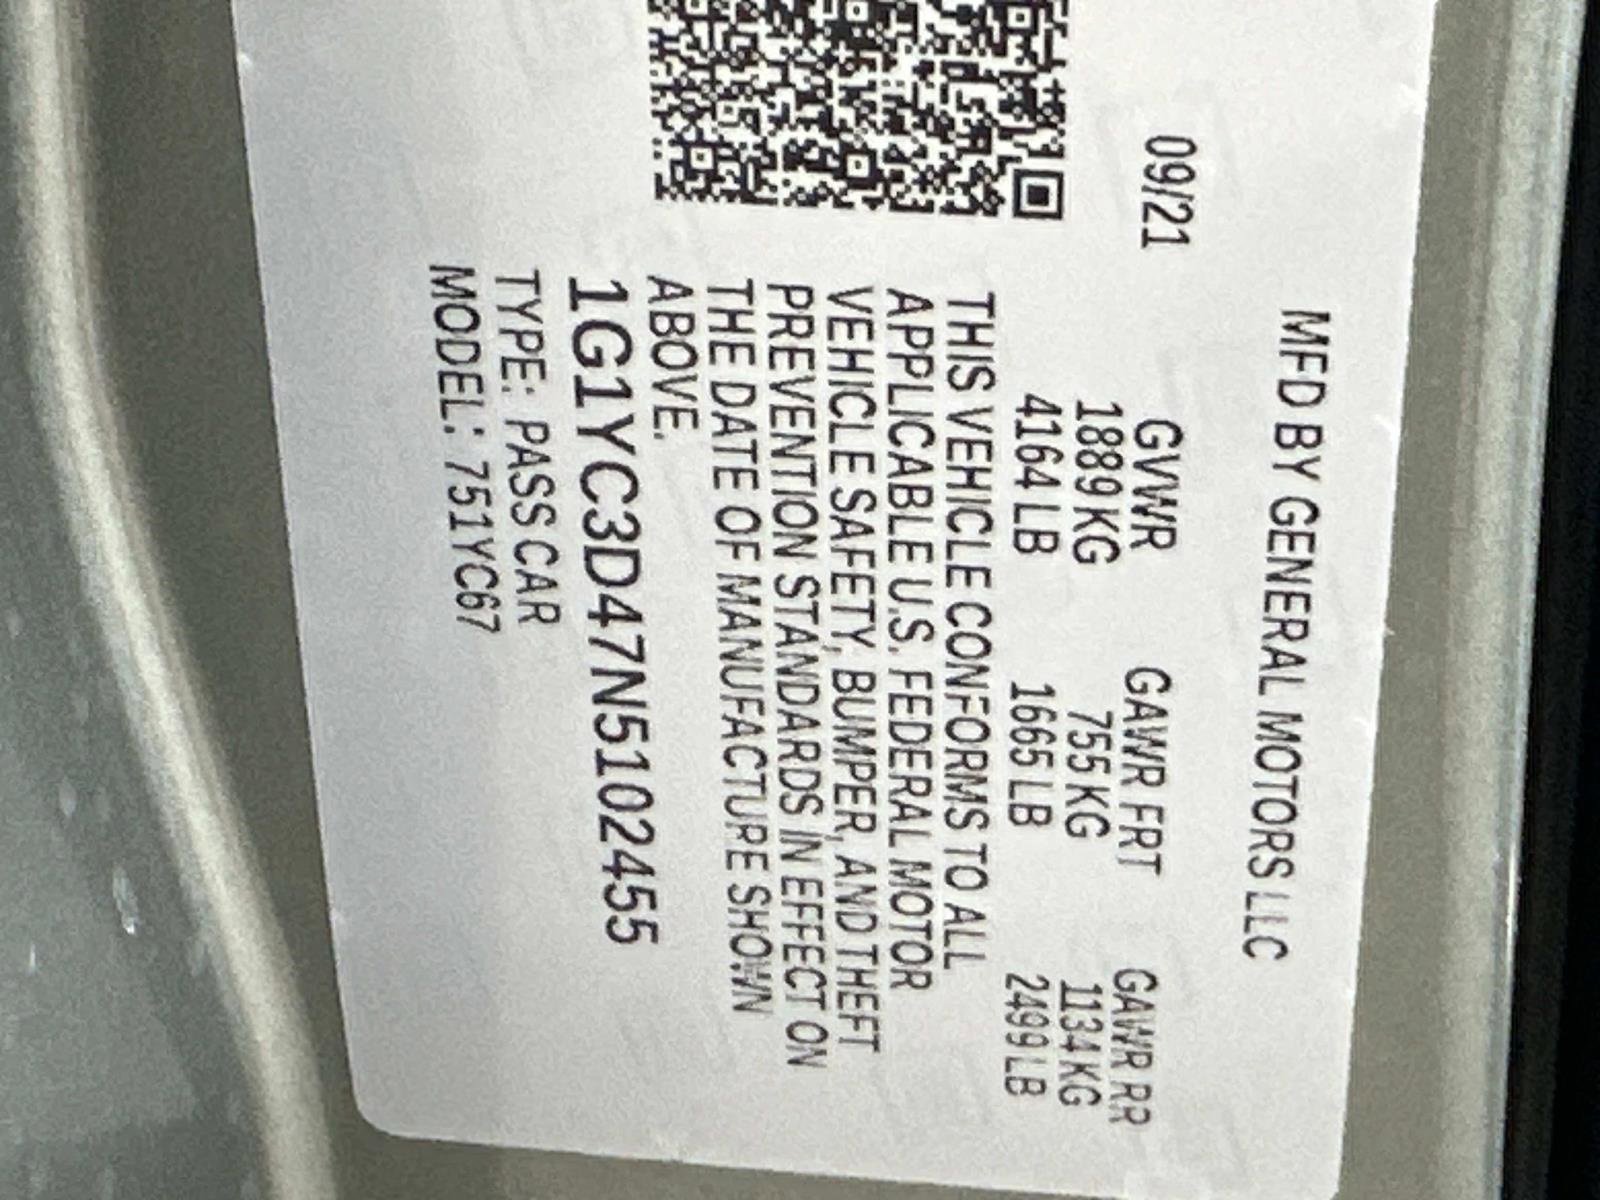 MFD BY GENERAL MOTORS LLC
09/21 GVWR GAWR FRT GAWR RR
1889 KG 755 KG 1134 KG
4164 LB 1665 LB 2499 LB
THIS VEHICLE CONFORMS TO ALL
APPLICABLE U.S. FEDERAL MOTOR
VEHICLE SAFETY, BUMPER, AND THEFT
PREVENTION STANDARDS IN EFFECT ON
THE DATE OF MANUFACTURE SHOWN
ABOVE.
1G1YC3D47N5102455
TYPE: PASS CAR
MODEL: 751YC67